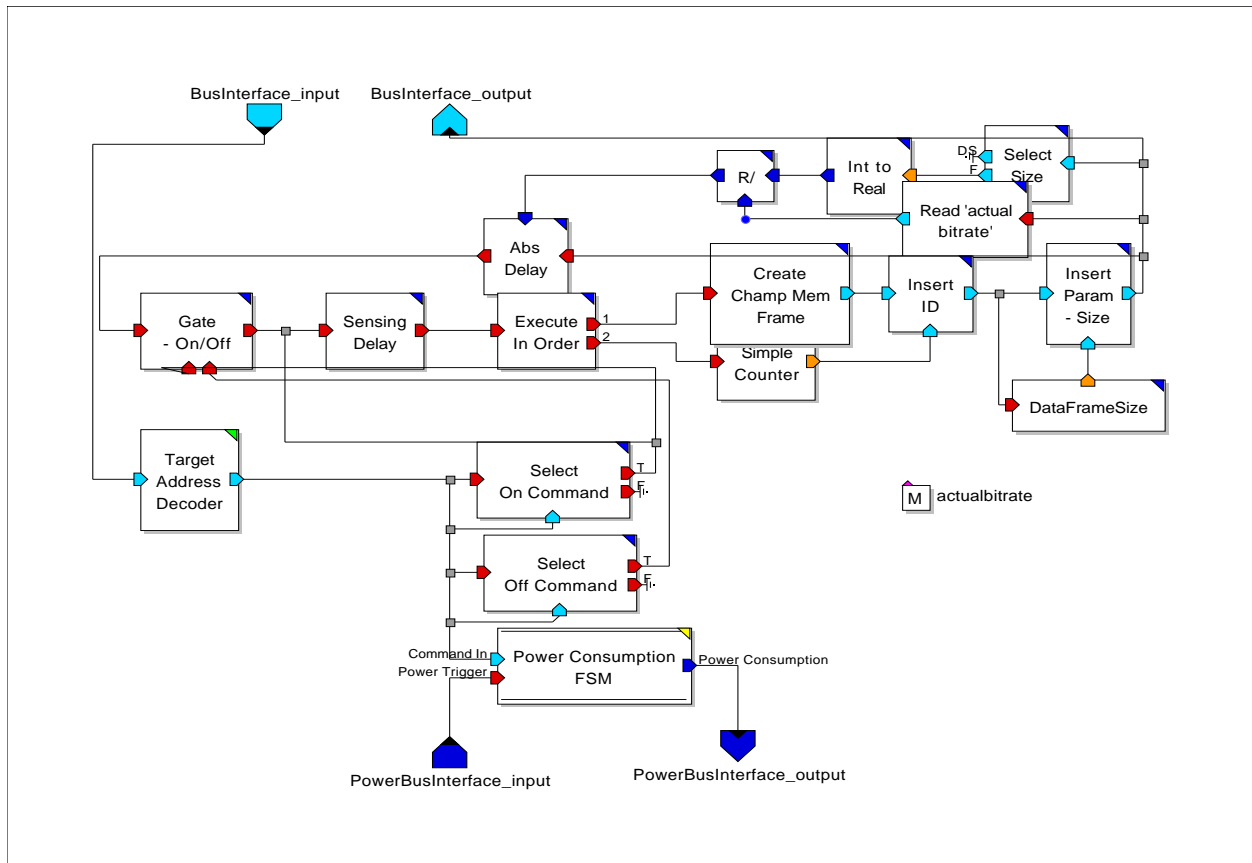 BusInterface_input
BusInterface_output
DS
F
Select
Size
Int to
Real
R/
Read 'actual
bitrate'
Abs
Delay
Create
Champ Mem
Frame
Insert
ID
Insert
Param
- Size
Gate
- On/Off
Sensing
Delay
Execute
In Order
1
2
Simple
Counter
DataFrameSize
Target
Address
Decoder
Select
On Command
T
F
M
actualbitrate
Select
Off Command
T
F
Command In
Power Trigger
Power Consumption
FSM
Power Consumption
PowerBusInterface_input
PowerBusInterface_output